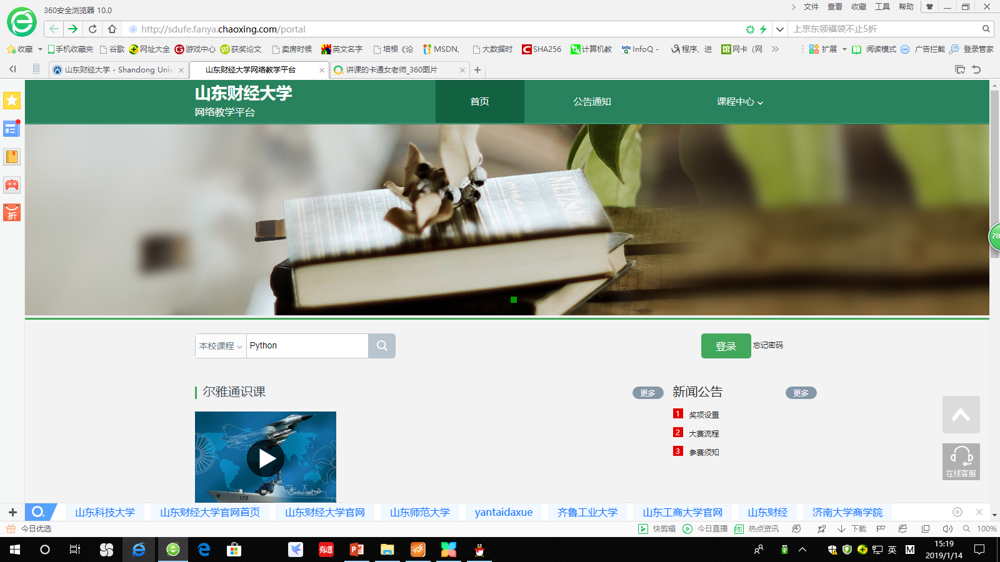 360安全浏览器 10.0
文件 查看 收藏 工具 帮助
http://sdufe.fanya.chaoxing.com/portal
上京东领福袋不止5折
收藏 手机收藏夹 谷歌 网址大全 游戏中心 获奖论文 卖房时候 英文名字 培根《论 MSDN, 大数据时 SHA256 计算机教 InfoQ - 程序、进 网卡（网 扩展 阅读模式 广告拦截 登录管家
山东财经大学 - Shandong Univ 山东财经大学网络教学平台 讲课的卡通女老师_360图片
山东财经大学
网络教学平台
首页 公告通知 课程中心
折
78
本校课程 Python
登录 忘记密码
尔雅通识课 更多
新闻公告 更多
1 奖项设置
2 大赛流程
3 参赛须知
170
在线客服
山东科技大学 山东财经大学官网首页 山东财经大学官网 山东师范大学 yantaidaxue 齐鲁工业大学 山东工商大学官网 山东财经 济南大学商学院
今日优选
快剪辑 今日直播 热点资讯 下载 100%
有道
PDF
英 M
15:19
2019/1/14